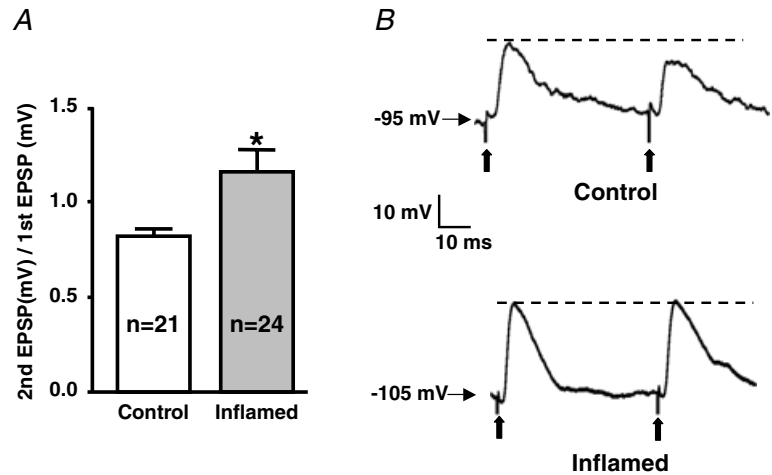 A
2nd EPSP(mV) / 1st EPSP (mV)
1.5
1.0
0.5
0.0
*
n=21
n=24
Control
Inflamed
B
-95 mV
Control
10 mV
10 ms
-105 mV
Inflamed